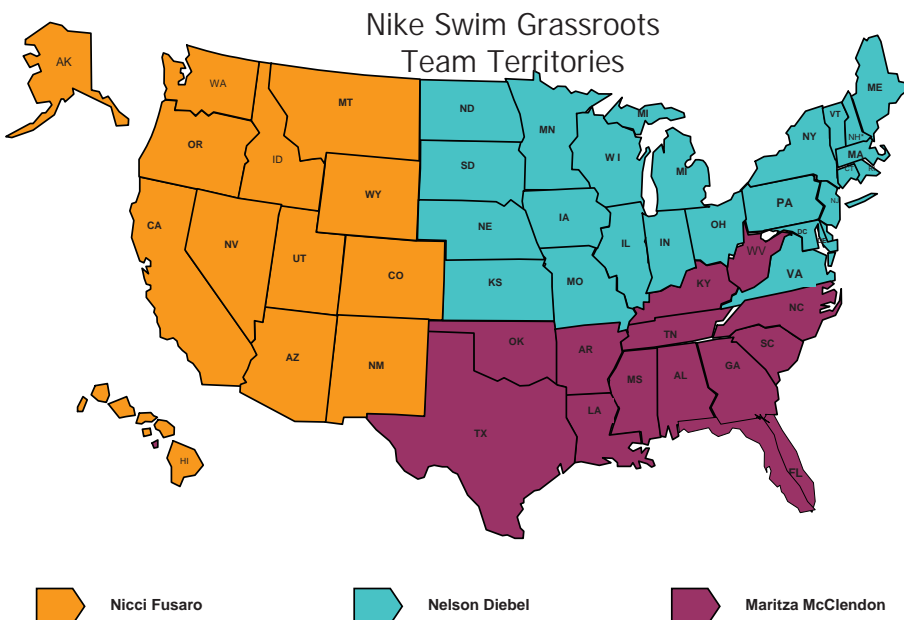 Nike Swim Grassroots
Team Territories
AK
WA
MT
ND
MN
MI
ME
VT
NH*
NY
OR
ID
SD
WI
MA
CT
RI
MI
WY
PA
NJ
CA
NV
NE
IA
OH
IL
IN
DC
DE
WV
UT
CO
KS
MO
VA
KY
NC
TN
OK
AR
SC
AZ
NM
GA
MS
AL
LA
TX
HI
FL
Nicci Fusaro
Nelson Diebel
Maritza McClendon